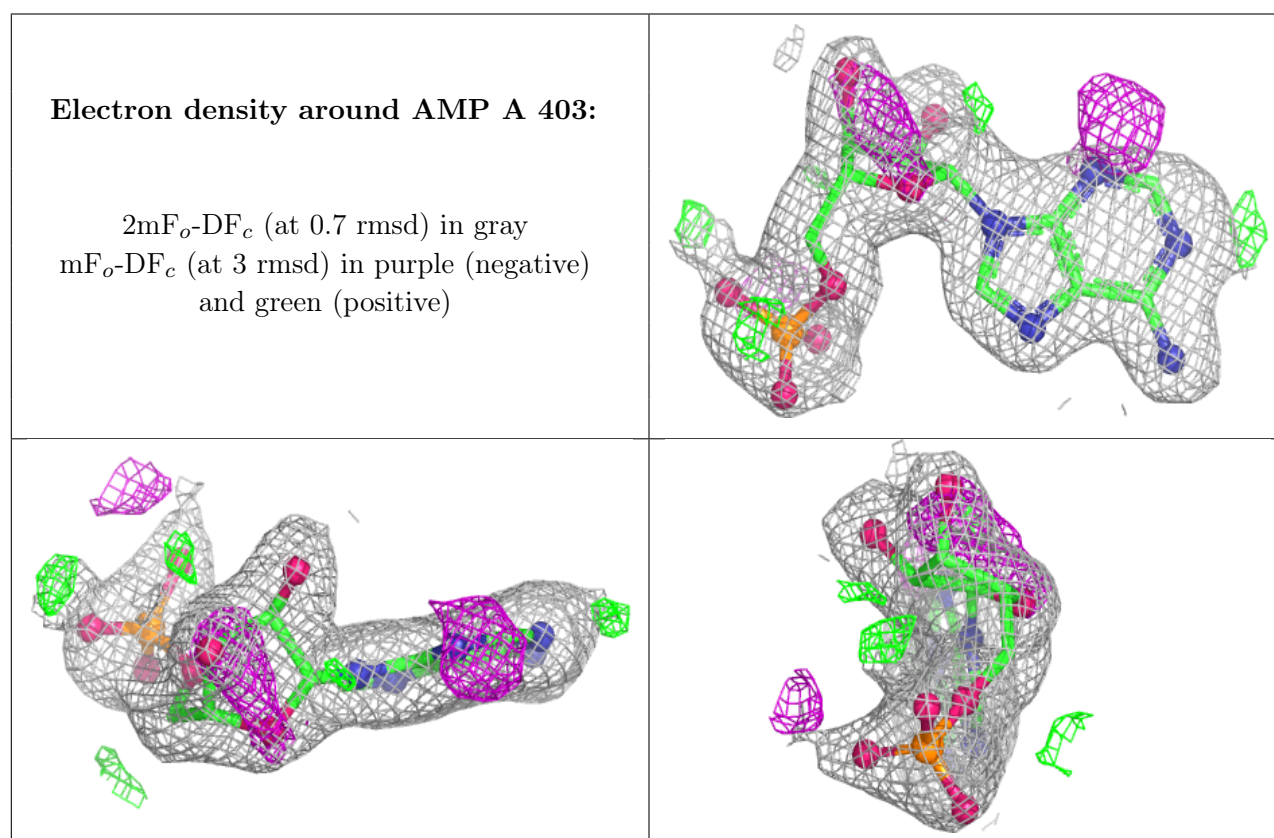 Electron density around AMP A 403:
2mFo-DFc (at 0.7 rmsd) in gray
mFo-DFc (at 3 rmsd) in purple (negative)
and green (positive)